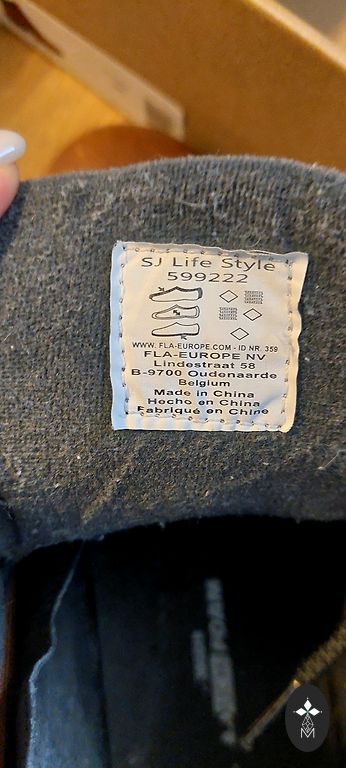 SJ Life Style
599222
WWW.FLA-EUROPE.COM - ID NR. 359
FLA-EUROPE NV
Lindestraat 58
B-9700 Oudenaarde
Belgium
Made in China
Hecho en China
Fabriqué en Chine